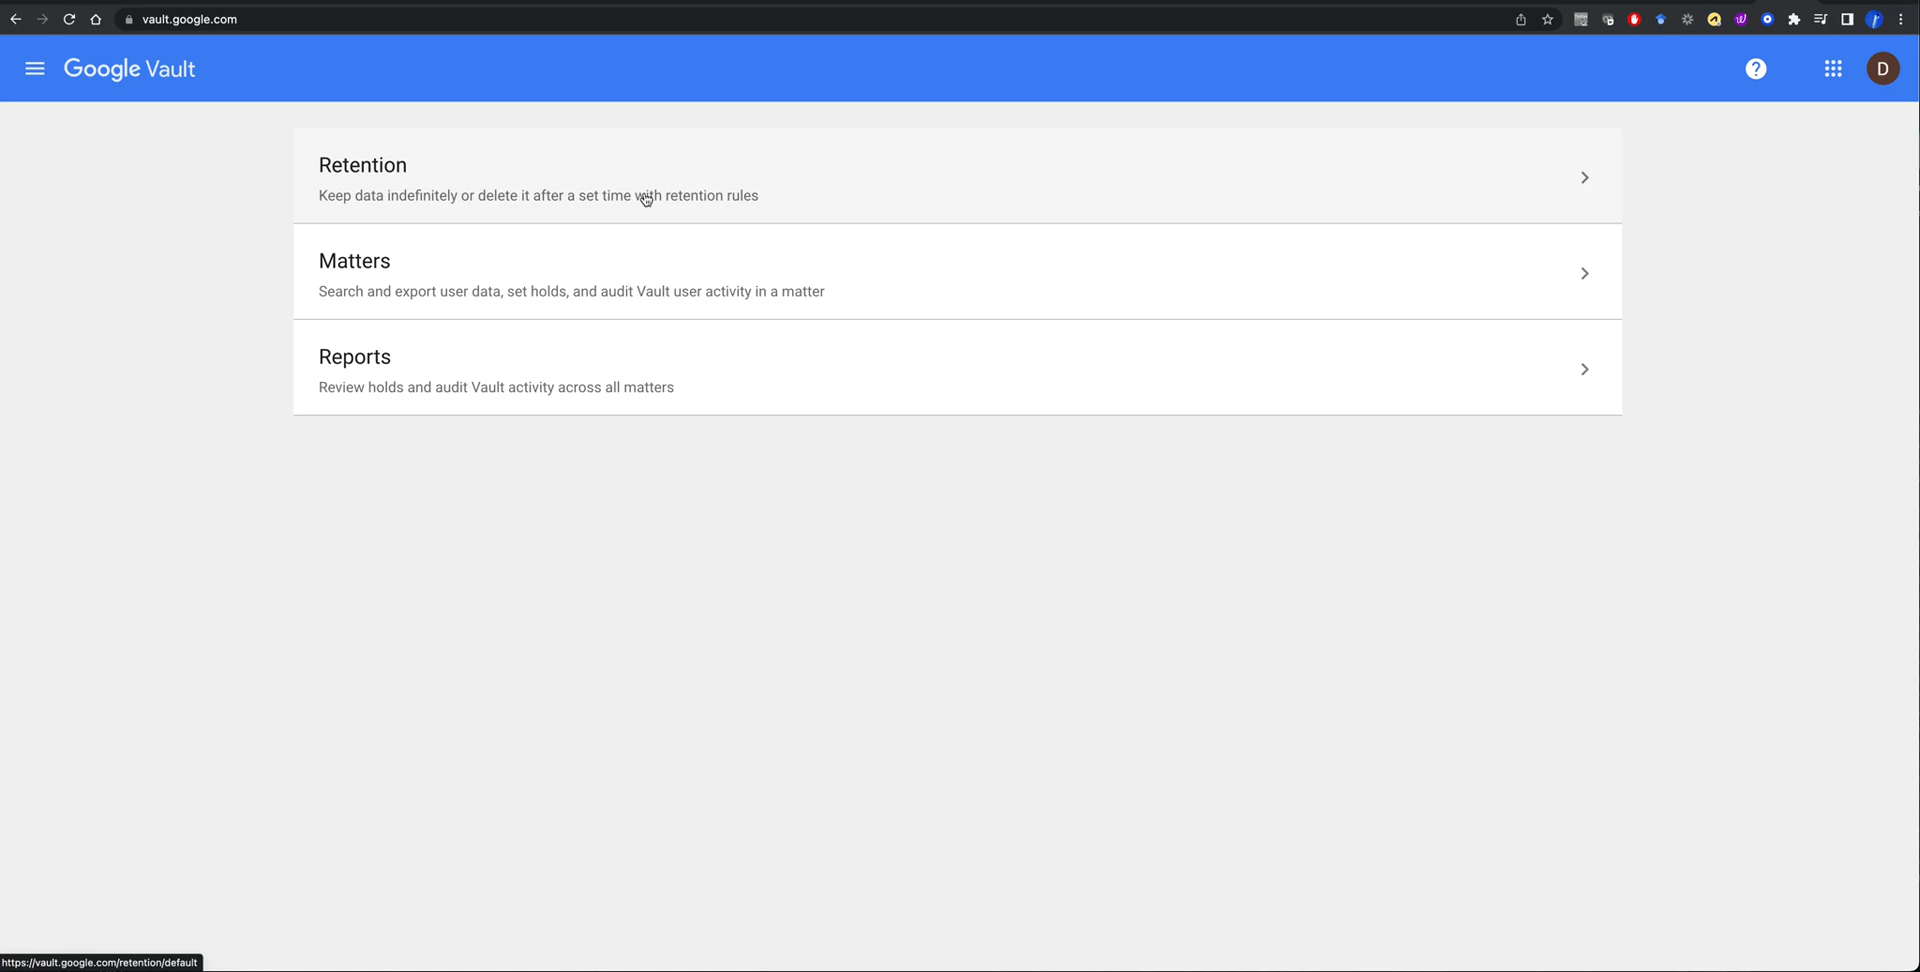 vault.google.com
Google Vault
D
Retention
Keep data indefinitely or delete it after a set time with retention rules
Matters
Search and export user data, set holds, and audit Vault user activity in a matter
Reports
Review holds and audit Vault activity across all matters
https://vault.google.com/retention/default